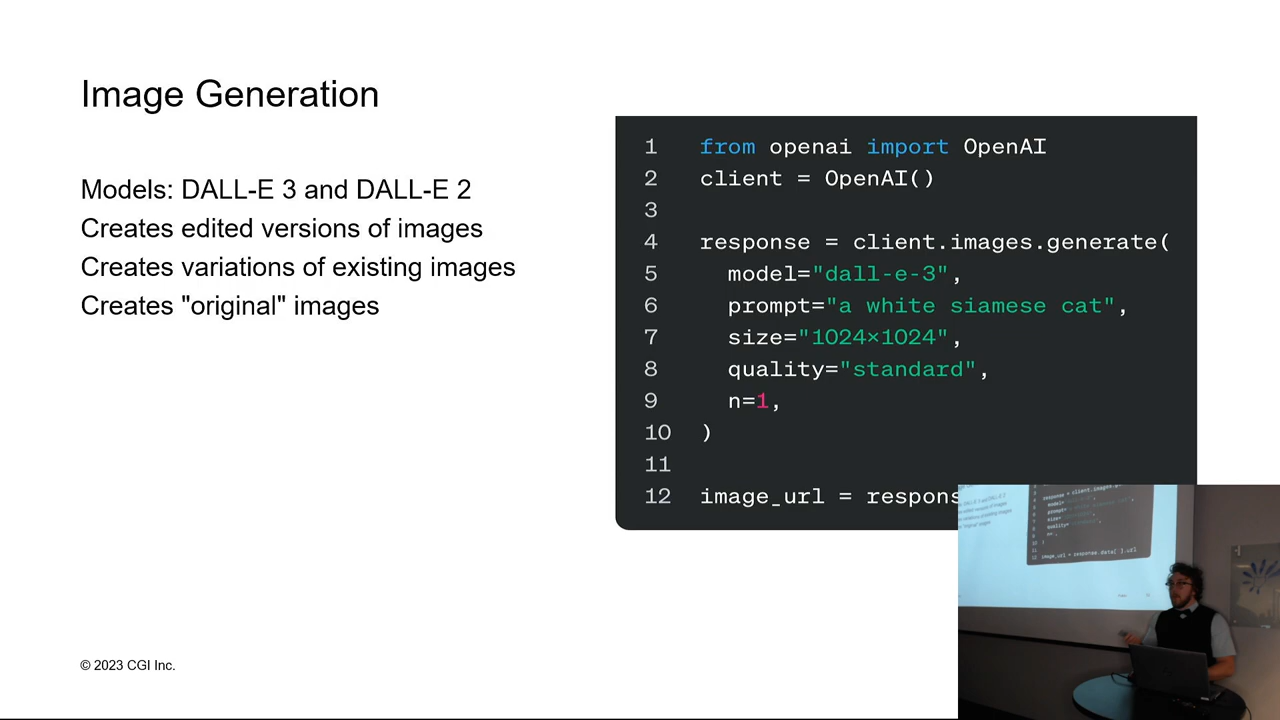 Image Generation
Models: DALL-E 3 and DALL-E 2
Creates edited versions of images
Creates variations of existing images
Creates "original" images
1 from openai import OpenAI
2 client = OpenAI()
3
4 response = client.images.generate(
5 model="dall-e-3",
6 prompt="a white siamese cat",
7 size="1024×1024",
8 quality="standard",
9 n=1,
10 )
11
12 image_url = respons
© 2023 CGI Inc.